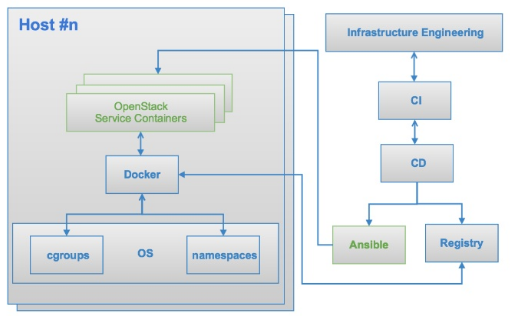 Host #n
Infrastructure Engineering
CI
OpenStack
Service Containers
CD
Docker
Ansible
Registry
cgroups
OS
namespaces